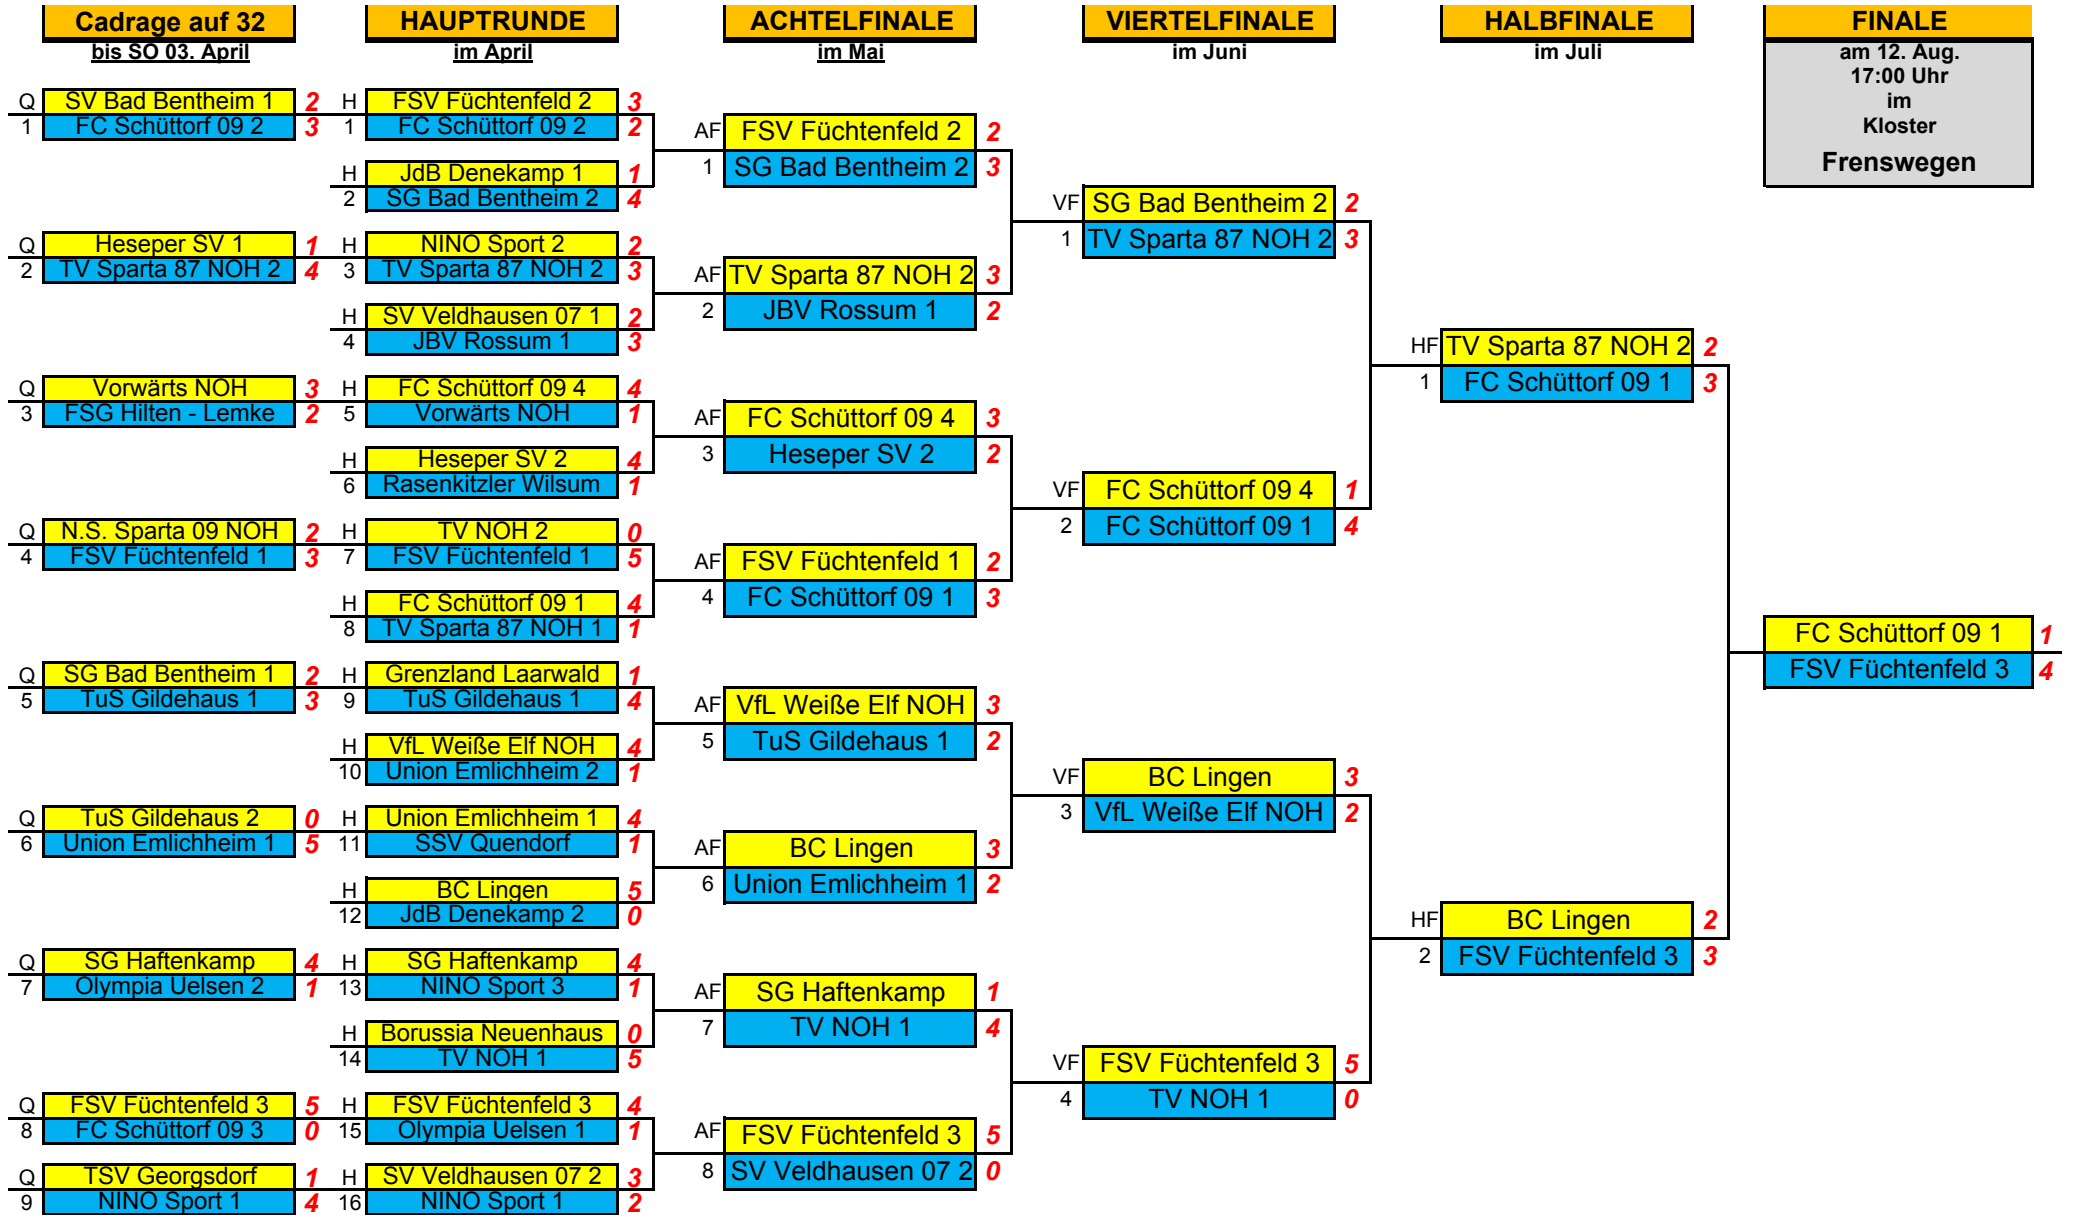 Cadrage auf 32
bis SO 03. April
Q SV Bad Bentheim 1 2
1 FC Schüttorf 09 2 3
Q Heseper SV 1 1
2 TV Sparta 87 NOH 2 4
Q Vorwärts NOH 3
3 FSG Hilten - Lemke 2
Q N.S. Sparta 09 NOH 2
4 FSV Füchtenfeld 1 3
Q SG Bad Bentheim 1 2
5 TuS Gildehaus 1 3
Q TuS Gildehaus 2 0
6 Union Emlichheim 1 5
Q SG Haftenkamp 4
7 Olympia Uelsen 2 1
Q FSV Füchtenfeld 3 5
8 FC Schüttorf 09 3 0
Q TSV Georgsdorf 1
9 NINO Sport 1 4
HAUPTRUNDE
im April
H FSV Füchtenfeld 2 3
1 FC Schüttorf 09 2 2
H JdB Denekamp 1 1
2 SG Bad Bentheim 2 4
H NINO Sport 2 2
3 TV Sparta 87 NOH 2 3
H SV Veldhausen 07 1 2
4 JBV Rossum 1 3
H FC Schüttorf 09 4 4
5 Vorwärts NOH 1
H Heseper SV 2 4
6 Rasenkitzler Wilsum 1
H TV NOH 2 0
7 FSV Füchtenfeld 1 5
H FC Schüttorf 09 1 4
8 TV Sparta 87 NOH 1 1
H Grenzland Laarwald 1
9 TuS Gildehaus 1 4
H VfL Weiße Elf NOH 4
10 Union Emlichheim 2 1
H Union Emlichheim 1 4
11 SSV Quendorf 1
H BC Lingen 5
12 JdB Denekamp 2 0
H SG Haftenkamp 4
13 NINO Sport 3 1
H Borussia Neuenhaus 0
14 TV NOH 1 5
H FSV Füchtenfeld 3 4
15 Olympia Uelsen 1 1
H SV Veldhausen 07 2 3
16 NINO Sport 1 2
ACHTELFINALE
im Mai
AF FSV Füchtenfeld 2 2
1 SG Bad Bentheim 2 3
AF TV Sparta 87 NOH 2 3
2 JBV Rossum 1 2
AF FC Schüttorf 09 4 3
3 Heseper SV 2 2
AF FSV Füchtenfeld 1 2
4 FC Schüttorf 09 1 3
AF VfL Weiße Elf NOH 3
5 TuS Gildehaus 1 2
AF BC Lingen 3
6 Union Emlichheim 1 2
AF SG Haftenkamp 1
7 TV NOH 1 4
AF FSV Füchtenfeld 3 5
8 SV Veldhausen 07 2 0
VIERTELFINALE
im Juni
VF SG Bad Bentheim 2 2
1 TV Sparta 87 NOH 2 3
VF FC Schüttorf 09 4 1
2 FC Schüttorf 09 1 4
VF BC Lingen 3
3 VfL Weiße Elf NOH 2
VF FSV Füchtenfeld 3 5
4 TV NOH 1 0
HALBFINALE
im Juli
HF TV Sparta 87 NOH 2 2
1 FC Schüttorf 09 1 3
HF BC Lingen 2
2 FSV Füchtenfeld 3 3
FINALE
am 12. Aug.
17:00 Uhr
im
Kloster
Frenswegen
FC Schüttorf 09 1 1
FSV Füchtenfeld 3 4